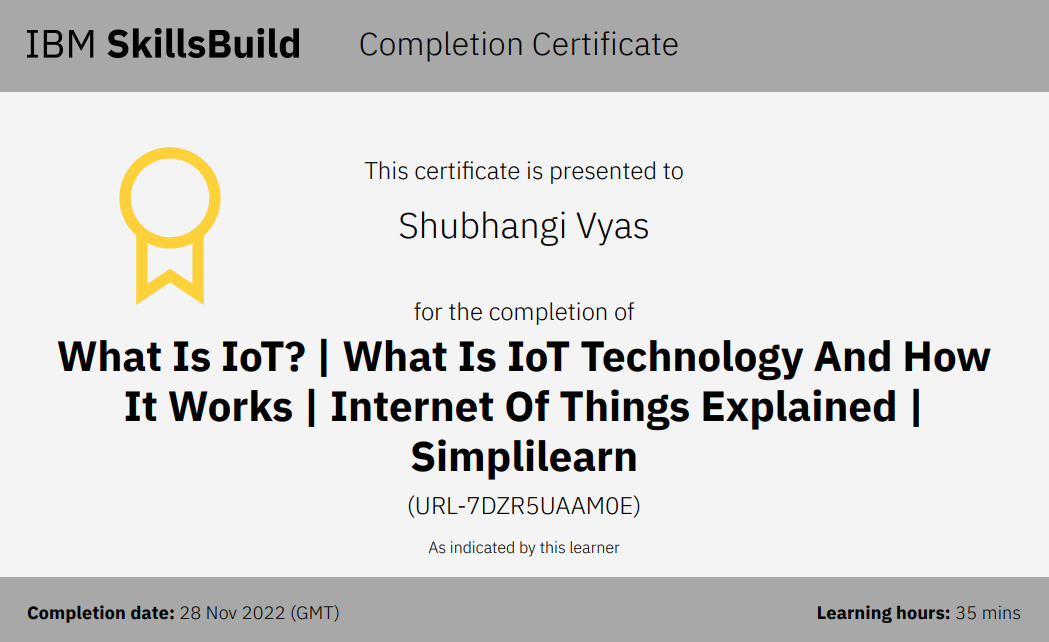 IBM SkillsBuild Completion Certificate
This certificate is presented to
Shubhangi Vyas
for the completion of
What Is IoT? | What Is IoT Technology And How
It Works | Internet Of Things Explained |
Simplilearn
(URL-7DZR5UAAM0E)
As indicated by this learner
Completion date: 28 Nov 2022 (GMT) Learning hours: 35 mins